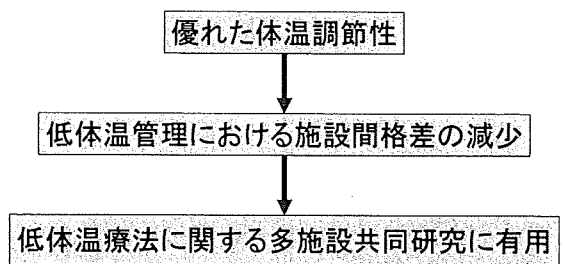 優れた体温調節性
低体温管理における施設間格差の減少
低体温療法に関する多施設共同研究に有用